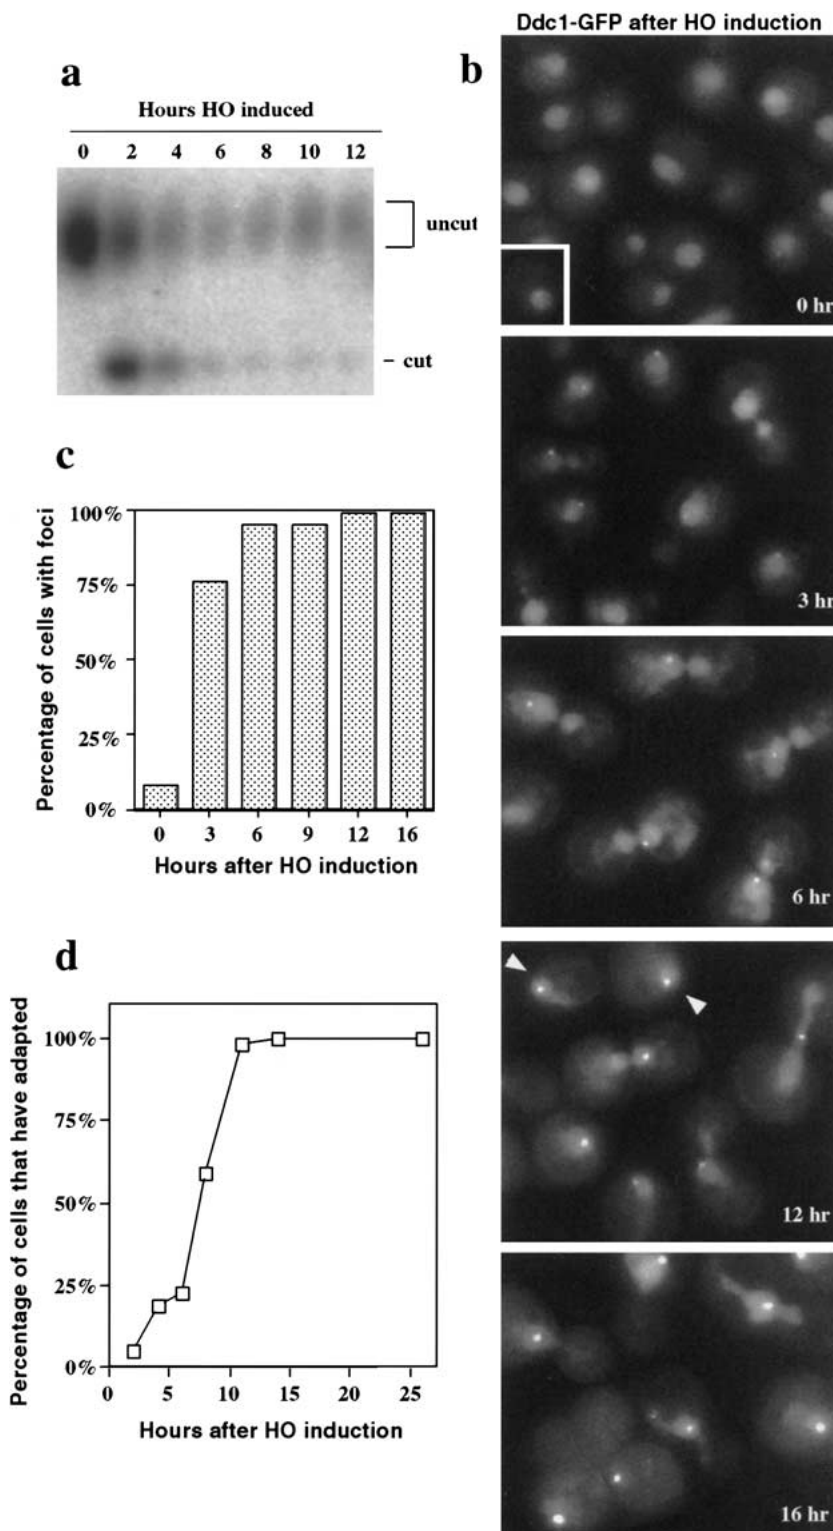 a
Hours HO induced
0 2 4 6 8 10 12
uncut
cut
b
Ddc1-GFP after HO induction
0 hr
3 hr
6 hr
12 hr
16 hr
c
Percentage of cells with foci
100%
75%
50%
25%
0%
0 3 6 9 12 16
Hours after HO induction
d
Percentage of cells that have adapted
100%
75%
50%
25%
0%
0 5 10 15 20 25
Hours after HO induction